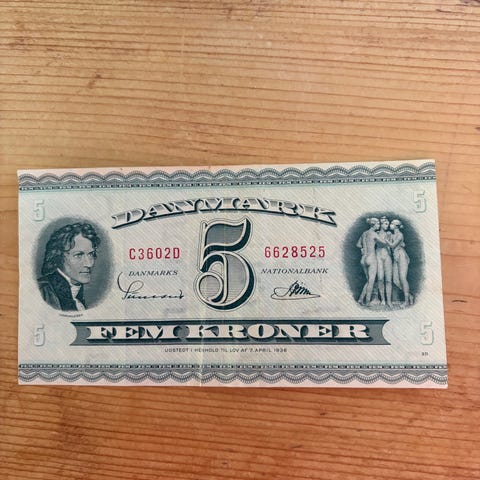 5 5
DANMARK
C3602D 5 6628525
DANMARKS NATIONALBANK
5 5
FEM KRONER
UDSTEDT I HENHOLD TIL LOV AF 7. APRIL 1936